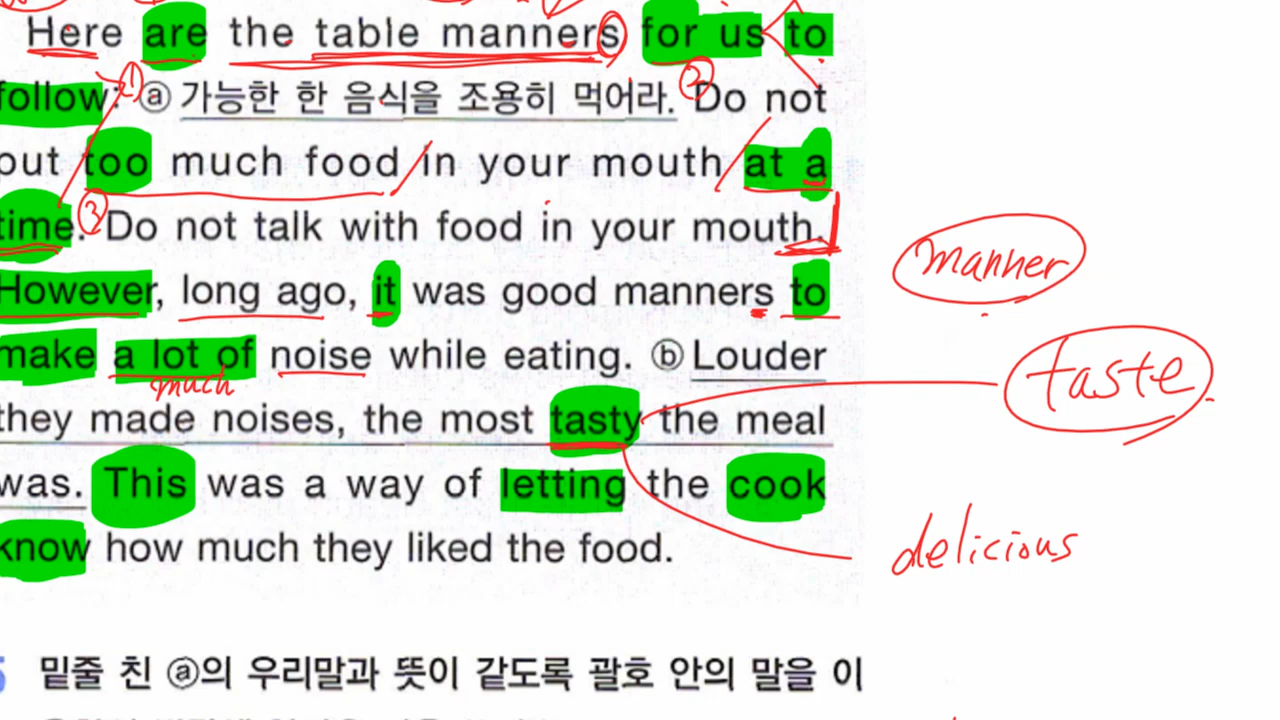 Here are the table manners for us to
follow. ⓐ 가능한 한 음식을 조용히 먹어라. Do not
put too much food in your mouth at a
time. Do not talk with food in your mouth.
However, long ago, it was good manners to
make a lot of noise while eating. ⓑ Louder
much
they made noises, the most tasty the meal
was. This was a way of letting the cook
know how much they liked the food.
manner
taste
delicious
밑줄 친 ⓐ의 우리말과 뜻이 같도록 괄호 안의 말을 이